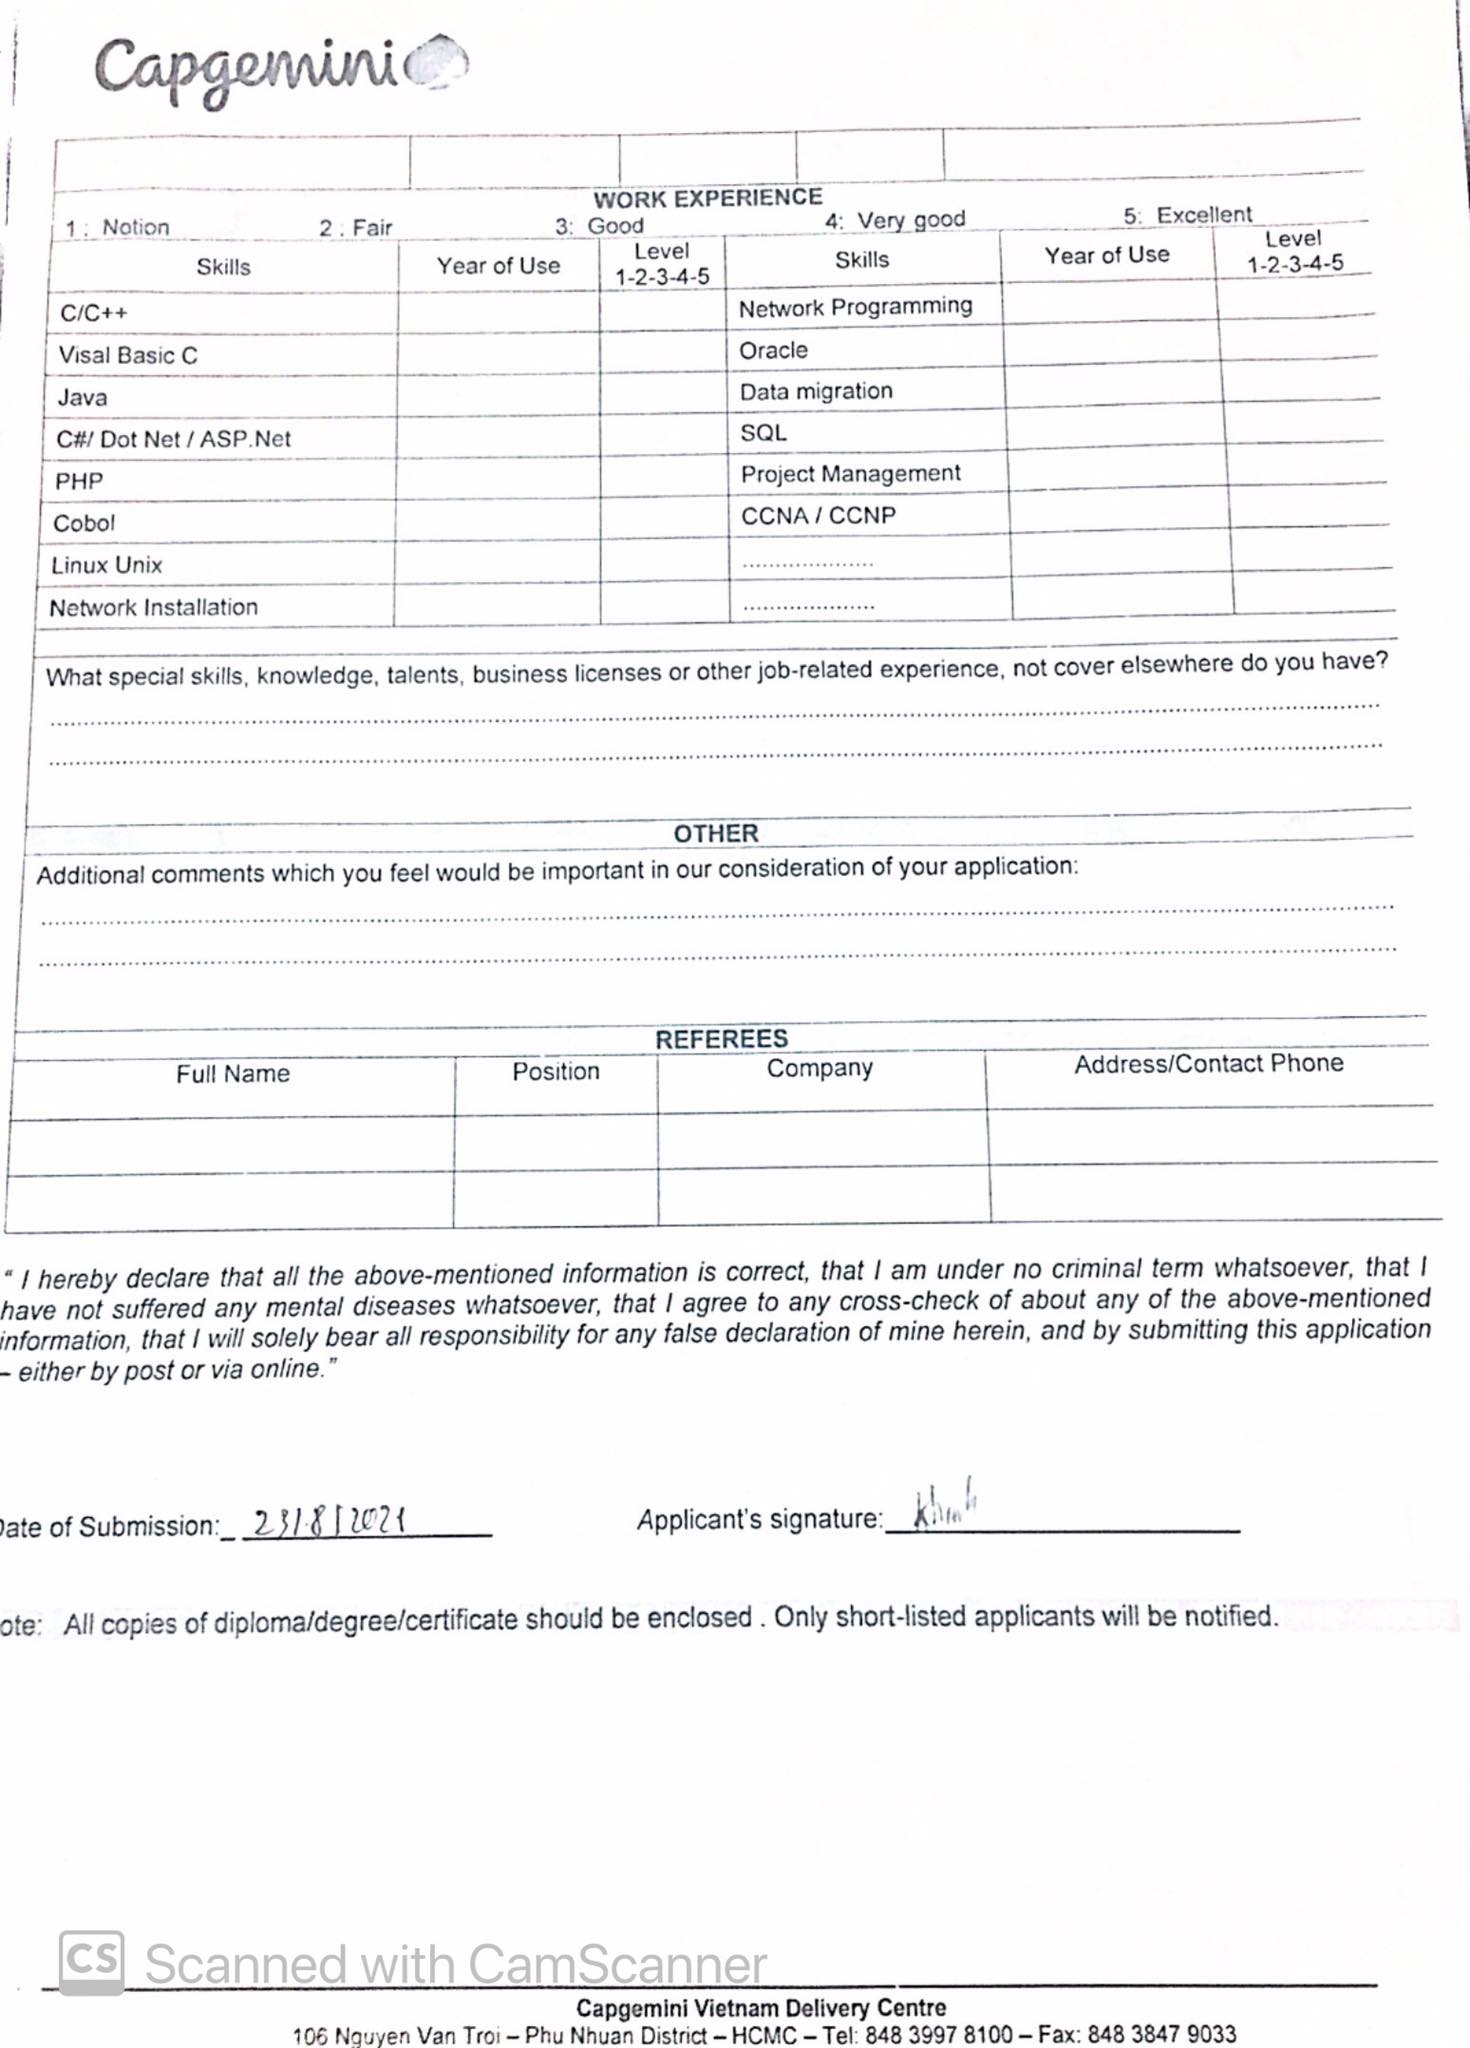 Capgemini
WORK EXPERIENCE
1 : Notion 2 : Fair 3: Good 4: Very good 5: Excellent
Skills Year of Use Level 1-2-3-4-5 Skills Year of Use Level 1-2-3-4-5
C/C++ Network Programming
Visal Basic C Oracle
Java Data migration
C#/ Dot Net / ASP.Net SQL
PHP Project Management
Cobol CCNA / CCNP
Linux Unix ......................
Network Installation ......................
What special skills, knowledge, talents, business licenses or other job-related experience, not cover elsewhere do you have?
OTHER
Additional comments which you feel would be important in our consideration of your application:
REFEREES
Full Name Position Company Address/Contact Phone
“ I hereby declare that all the above-mentioned information is correct, that I am under no criminal term whatsoever, that I
have not suffered any mental diseases whatsoever, that I agree to any cross-check of about any of the above-mentioned
information, that I will solely bear all responsibility for any false declaration of mine herein, and by submitting this application
– either by post or via online.”
Date of Submission: 23/8/2021 Applicant's signature: Khanh
ote: All copies of diploma/degree/certificate should be enclosed . Only short-listed applicants will be notified.
CS Scanned with CamScanner
Capgemini Vietnam Delivery Centre
106 Nguyen Van Troi – Phu Nhuan District – HCMC – Tel: 848 3997 8100 – Fax: 848 3847 9033